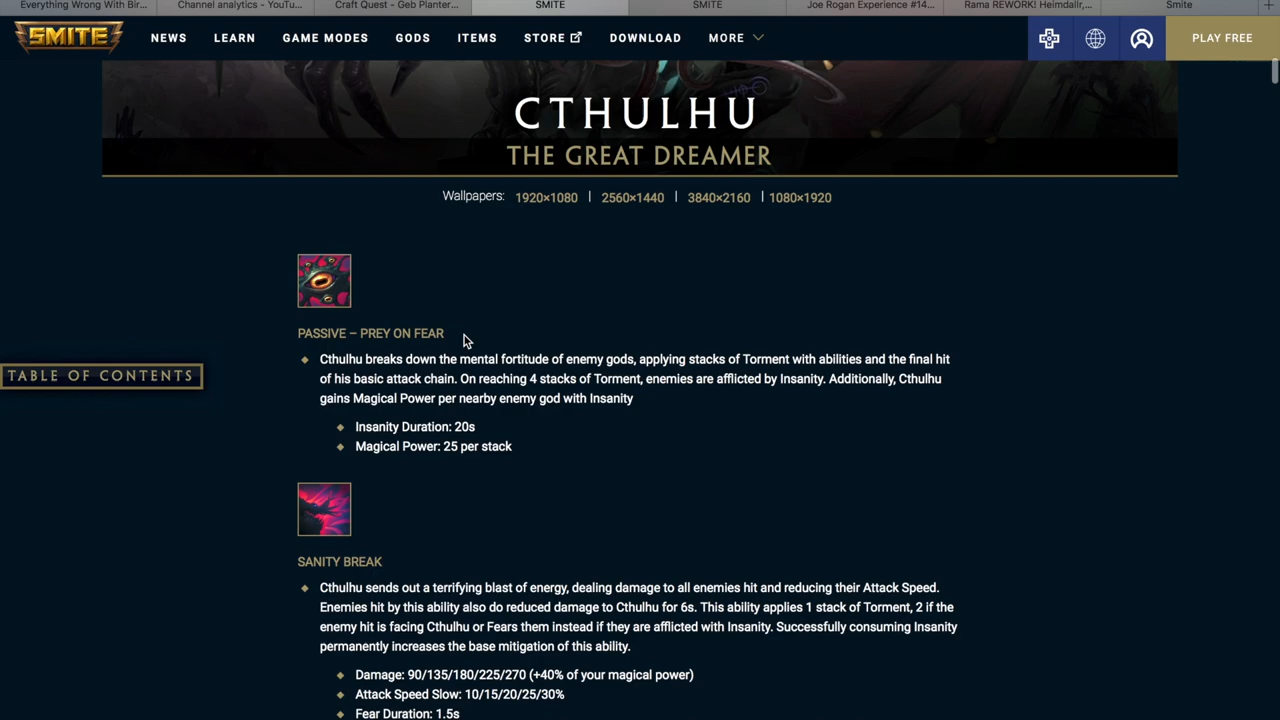 Everything Wrong With Bir...
Channel analytics - YouTu...
Craft Quest - Geb Planter...
SMITE
SMITE
Joe Rogan Experience #14...
Rama REWORK! Heimdallr,...
Smite
SMITE
NEWS
LEARN
GAME MODES
GODS
ITEMS
STORE
DOWNLOAD
MORE
PLAY FREE
CTHULHU
THE GREAT DREAMER
Wallpapers: 1920×1080 | 2560×1440 | 3840×2160 | 1080×1920
TABLE OF CONTENTS
PASSIVE – PREY ON FEAR
Cthulhu breaks down the mental fortitude of enemy gods, applying stacks of Torment with abilities and the final hit
of his basic attack chain. On reaching 4 stacks of Torment, enemies are afflicted by Insanity. Additionally, Cthulhu
gains Magical Power per nearby enemy god with Insanity
Insanity Duration: 20s
Magical Power: 25 per stack
SANITY BREAK
Cthulhu sends out a terrifying blast of energy, dealing damage to all enemies hit and reducing their Attack Speed.
Enemies hit by this ability also do reduced damage to Cthulhu for 6s. This ability applies 1 stack of Torment, 2 if the
enemy hit is facing Cthulhu or Fears them instead if they are afflicted with Insanity. Successfully consuming Insanity
permanently increases the base mitigation of this ability.
Damage: 90/135/180/225/270 (+40% of your magical power)
Attack Speed Slow: 10/15/20/25/30%
Fear Duration: 1.5s